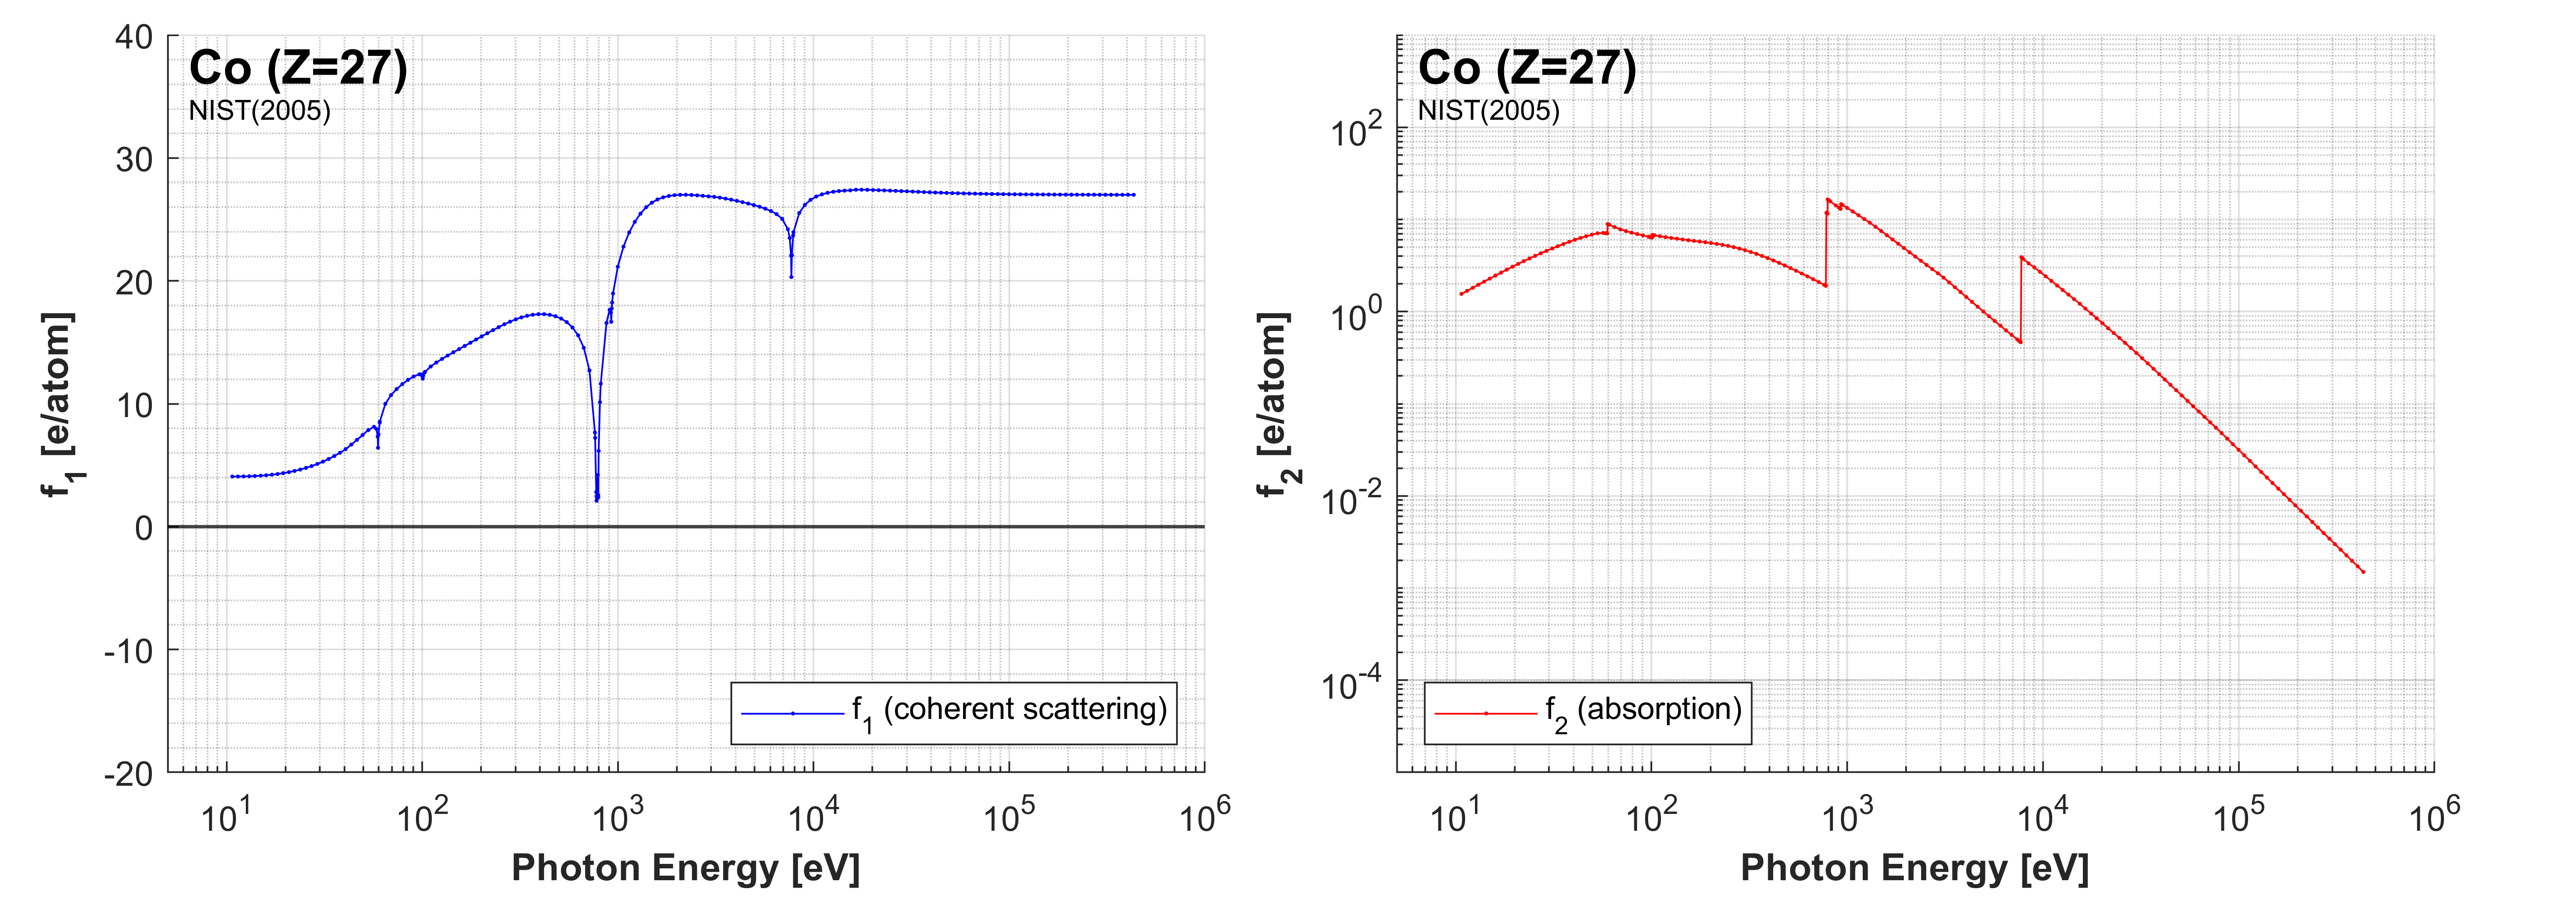 Co (Z=27)
NIST(2005)
40
30
20
10
0
-10
-20
f1 [e/atom]
10^1 10^2 10^3 10^4 10^5 10^6
Photon Energy [eV]
f1 (coherent scattering)
Co (Z=27)
NIST(2005)
10^2
10^0
10^-2
10^-4
f2 [e/atom]
10^1 10^2 10^3 10^4 10^5 10^6
Photon Energy [eV]
f2 (absorption)